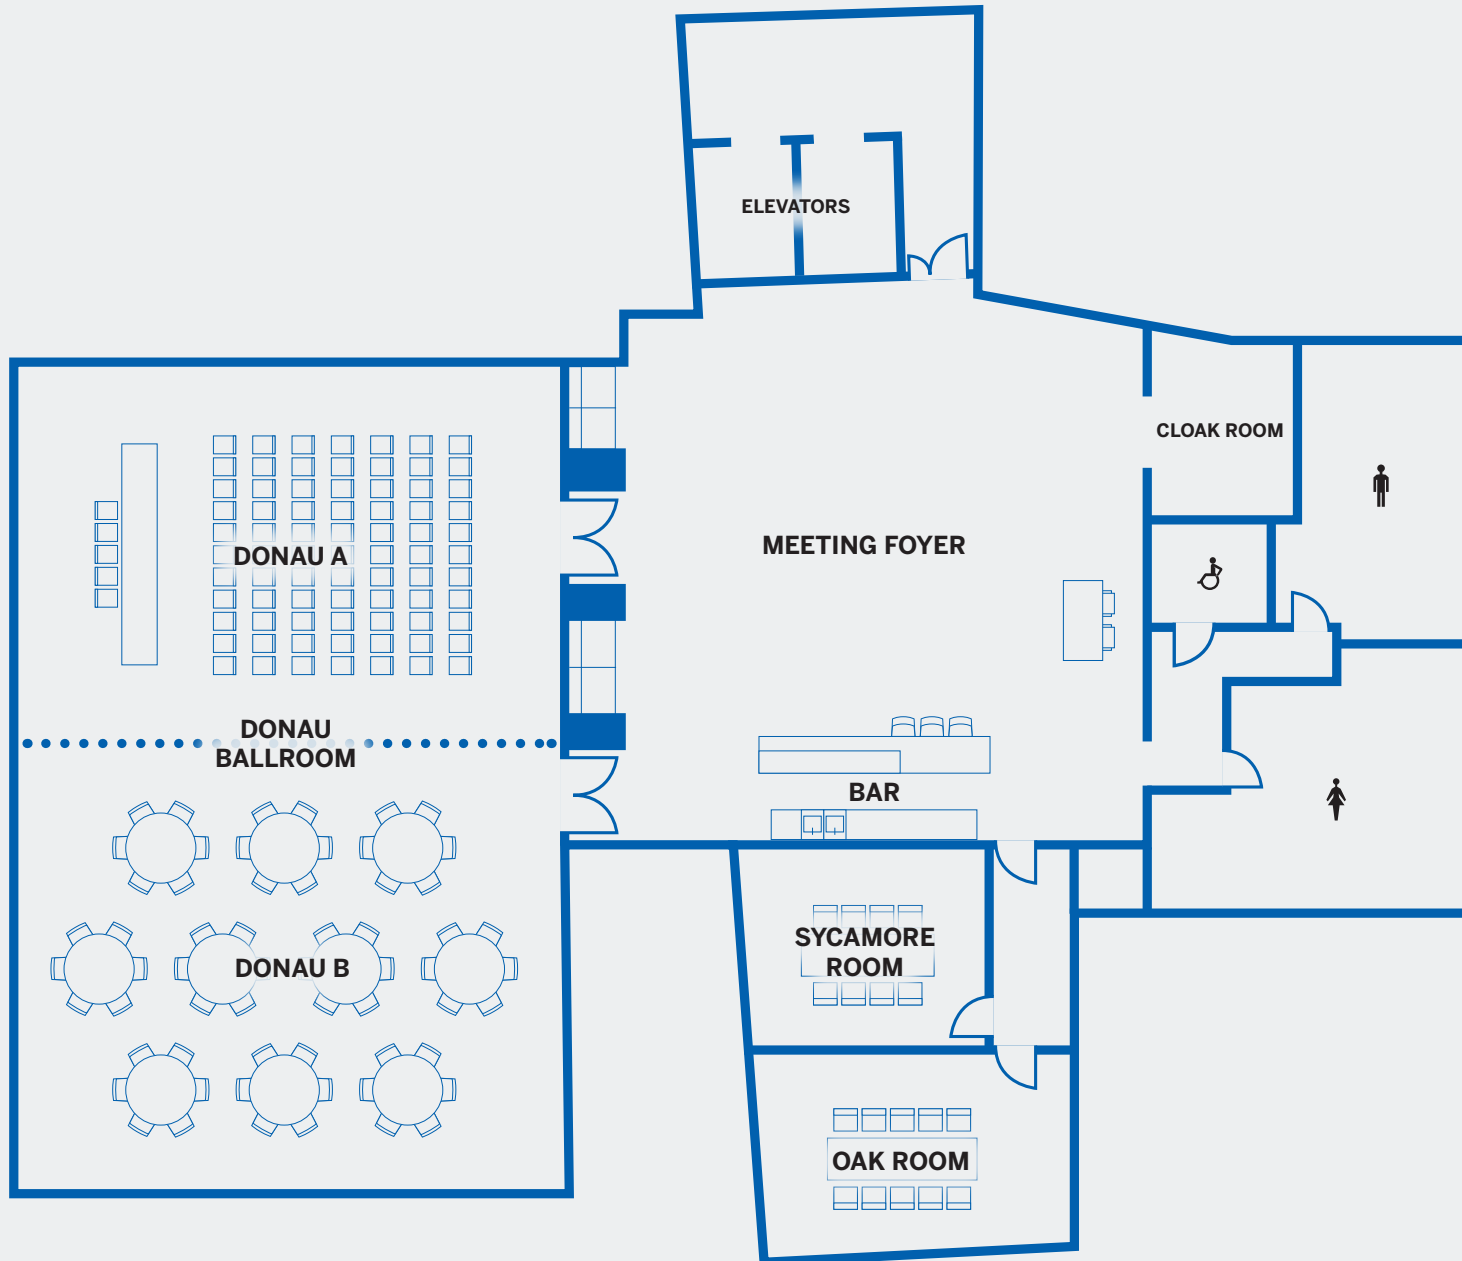 ELEVATORS
CLOAK ROOM
MEETING FOYER
DONAU A
DONAU
BALLROOM
BAR
SYCAMORE
ROOM
DONAU B
OAK ROOM